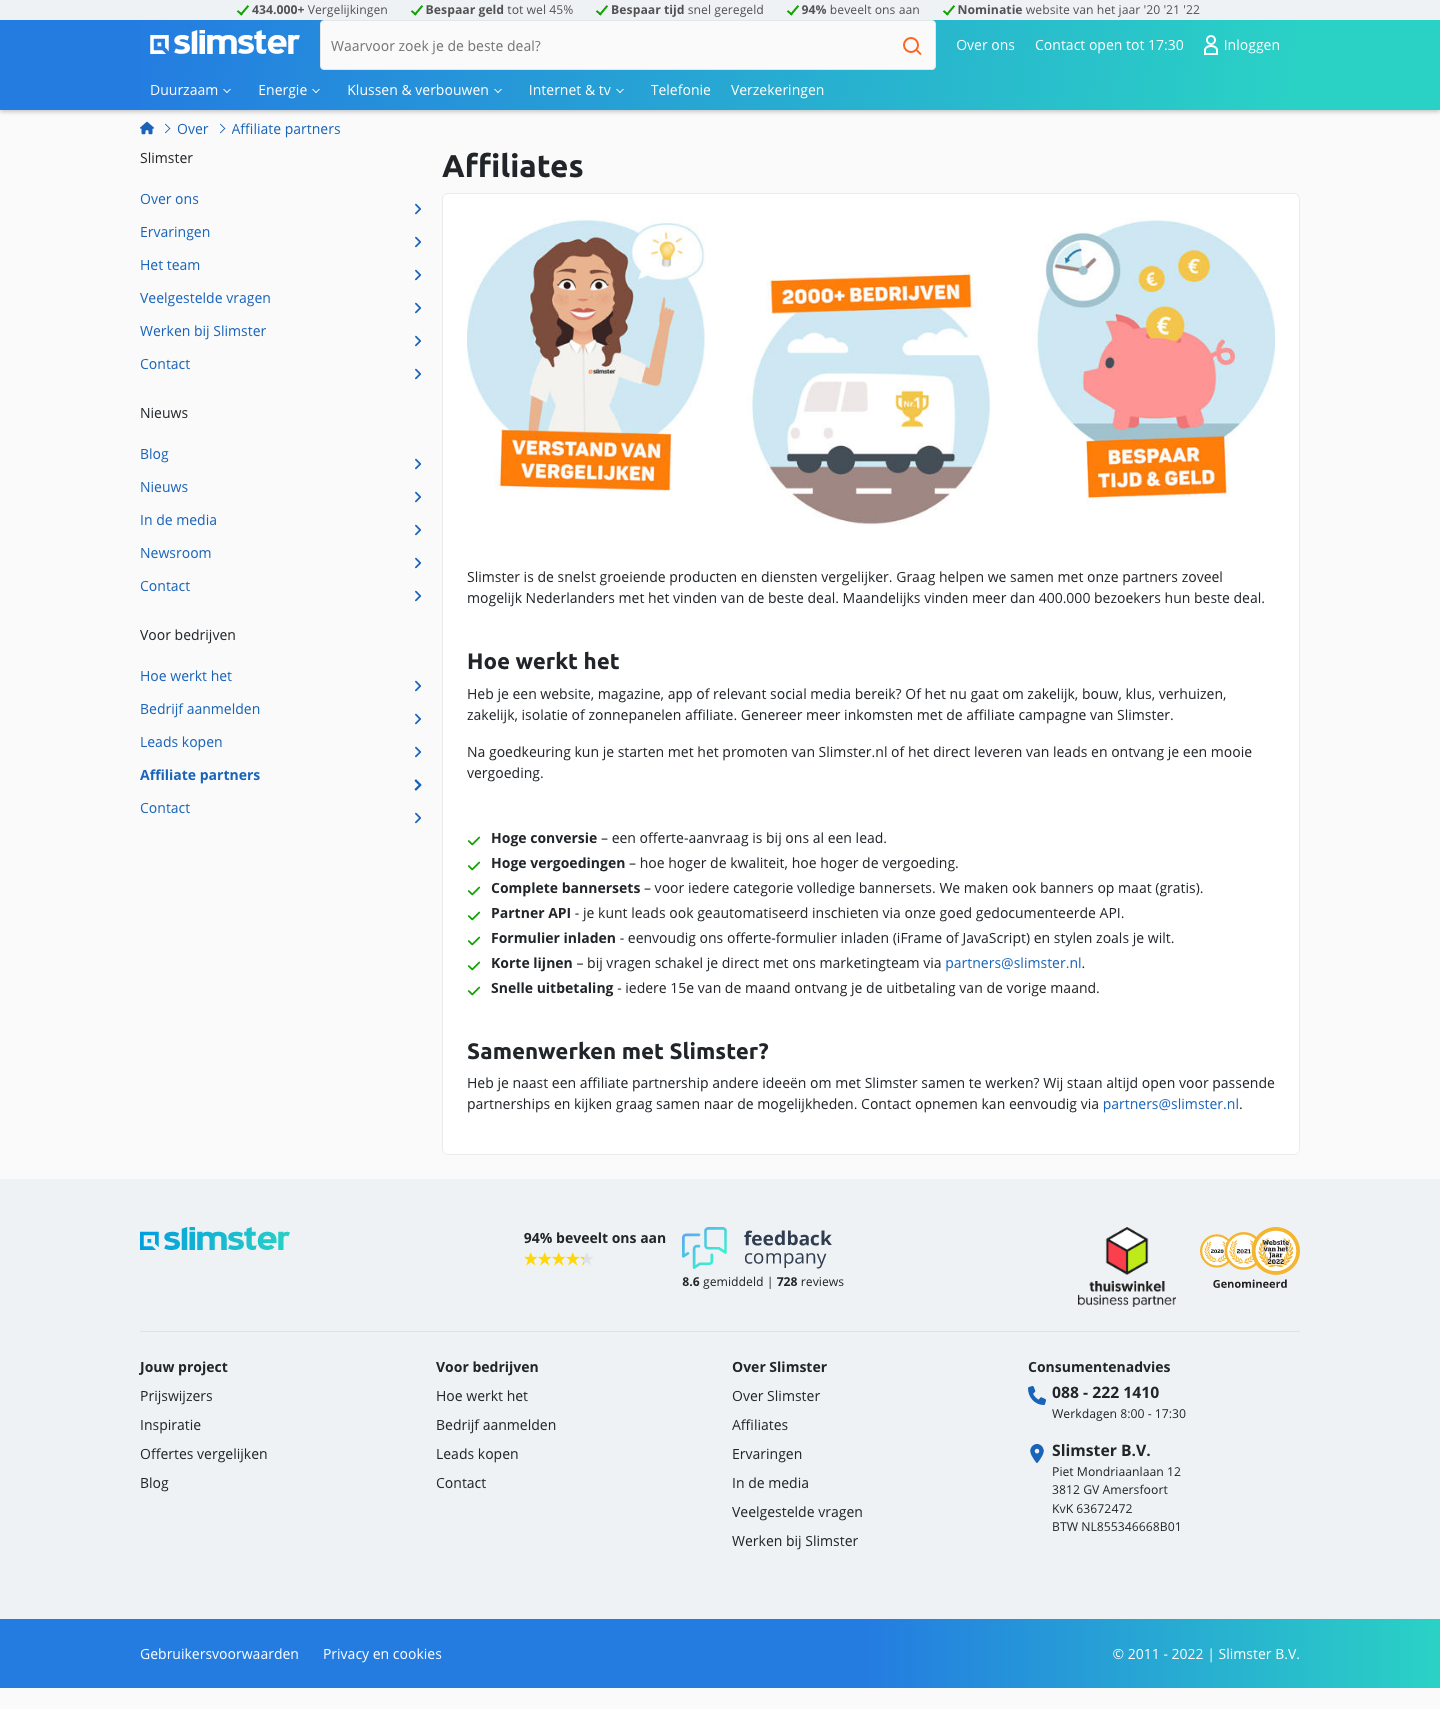 434.000+ Vergelijkingen
Bespaar geld tot wel 45%
Bespaar tijd snel geregeld
94% beveelt ons aan
Nominatie website van het jaar '20 '21 '22
slimster
Waarvoor zoek je de beste deal?
Over ons
Contact open tot 17:30
Inloggen
Duurzaam
Energie
Klussen & verbouwen
Internet & tv
Telefonie
Verzekeringen
Over
Affiliate partners
Slimster
Over ons
Ervaringen
Het team
Veelgestelde vragen
Werken bij Slimster
Contact
Nieuws
Blog
Nieuws
In de media
Newsroom
Contact
Voor bedrijven
Hoe werkt het
Bedrijf aanmelden
Leads kopen
Affiliate partners
Contact
Affiliates
slimster
VERSTAND VAN
VERGELIJKEN
2000+ BEDRIJVEN
Nr 1
€
€
€
BESPAAR
TIJD & GELD
Slimster is de snelst groeiende producten en diensten vergelijker. Graag helpen we samen met onze partners zoveel
mogelijk Nederlanders met het vinden van de beste deal. Maandelijks vinden meer dan 400.000 bezoekers hun beste deal.
Hoe werkt het
Heb je een website, magazine, app of relevant social media bereik? Of het nu gaat om zakelijk, bouw, klus, verhuizen,
zakelijk, isolatie of zonnepanelen affiliate. Genereer meer inkomsten met de affiliate campagne van Slimster.
Na goedkeuring kun je starten met het promoten van Slimster.nl of het direct leveren van leads en ontvang je een mooie
vergoeding.
Hoge conversie – een offerte-aanvraag is bij ons al een lead.
Hoge vergoedingen – hoe hoger de kwaliteit, hoe hoger de vergoeding.
Complete bannersets – voor iedere categorie volledige bannersets. We maken ook banners op maat (gratis).
Partner API - je kunt leads ook geautomatiseerd inschieten via onze goed gedocumenteerde API.
Formulier inladen - eenvoudig ons offerte-formulier inladen (iFrame of JavaScript) en stylen zoals je wilt.
Korte lijnen – bij vragen schakel je direct met ons marketingteam via partners@slimster.nl.
Snelle uitbetaling - iedere 15e van de maand ontvang je de uitbetaling van de vorige maand.
Samenwerken met Slimster?
Heb je naast een affiliate partnership andere ideeën om met Slimster samen te werken? Wij staan altijd open voor passende
partnerships en kijken graag samen naar de mogelijkheden. Contact opnemen kan eenvoudig via partners@slimster.nl.
slimster
94% beveelt ons aan
feedback
company
8.6 gemiddeld | 728 reviews
thuiswinkel
business partner
2020
2021
Website
van het
Jaar
2022
Genomineerd
Jouw project
Prijswijzers
Inspiratie
Offertes vergelijken
Blog
Voor bedrijven
Hoe werkt het
Bedrijf aanmelden
Leads kopen
Contact
Over Slimster
Over Slimster
Affiliates
Ervaringen
In de media
Veelgestelde vragen
Werken bij Slimster
Consumentenadvies
088 - 222 1410
Werkdagen 8:00 - 17:30
Slimster B.V.
Piet Mondriaanlaan 12
3812 GV Amersfoort
KvK 63672472
BTW NL855346668B01
Gebruikersvoorwaarden
Privacy en cookies
© 2011 - 2022 | Slimster B.V.